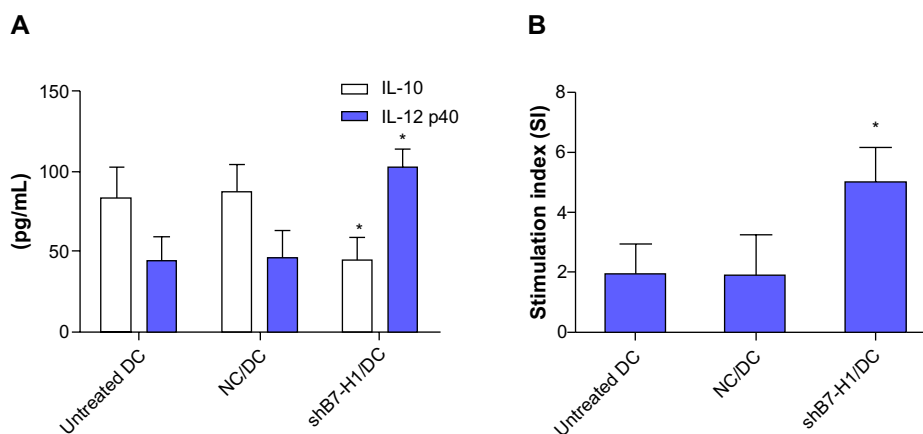 A
(pg/mL)
150
100
50
0
IL-10
IL-12 p40
*
*
Untreated DC
NC/DC
shB7-H1/DC
B
Stimulation index (SI)
8
6
4
2
0
*
Untreated DC
NC/DC
shB7-H1/DC